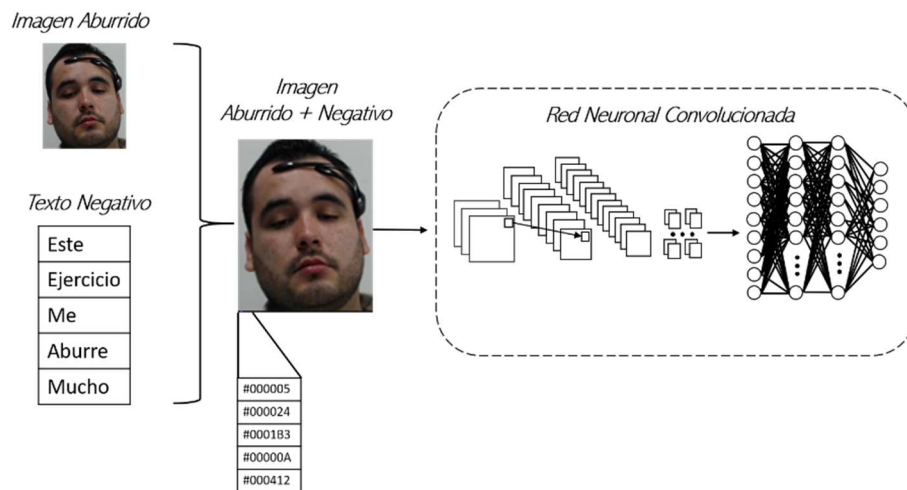 Imagen Aburrido
Texto Negativo
Este
Ejercicio
Me
Aburre
Mucho
Imagen
Aburrido + Negativo
#000005
#000024
#0001B3
#00000A
#000412
Red Neuronal Convolucionada